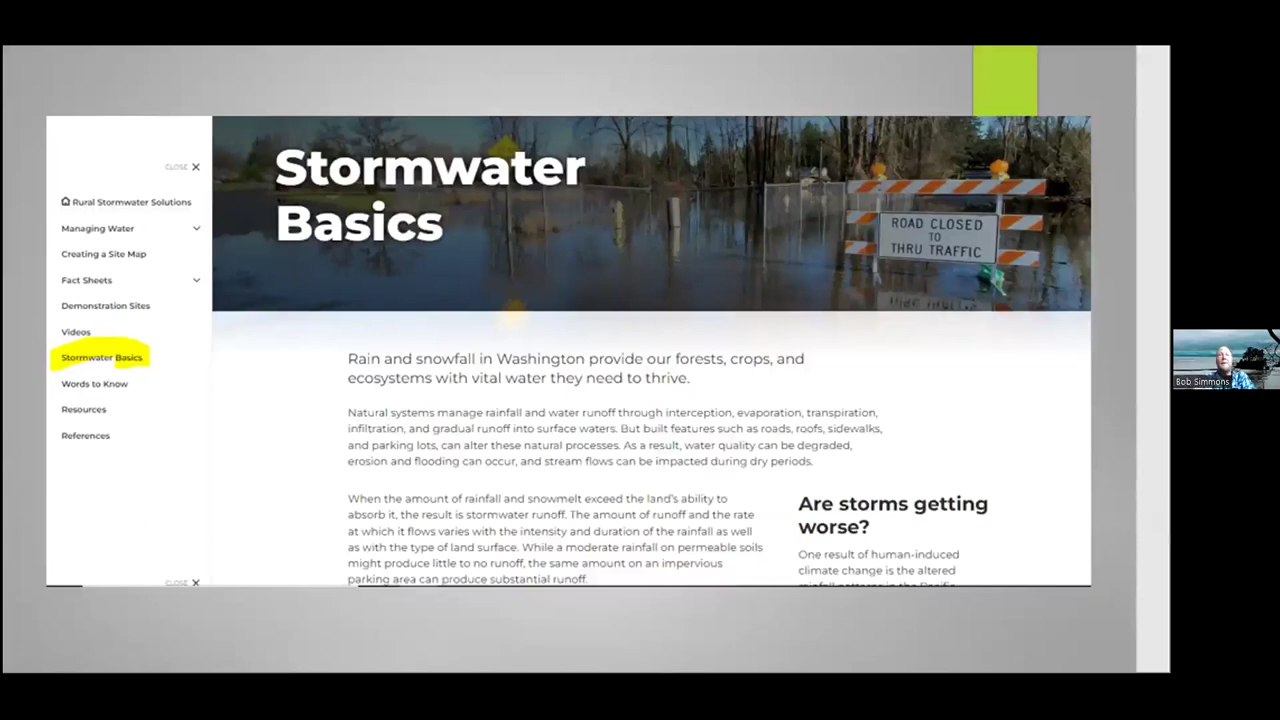 CLOSE X
Rural Stormwater Solutions
Managing Water
Creating a Site Map
Fact Sheets
Demonstration Sites
Videos
Stormwater Basics
Words to Know
Resources
References
CLOSE X
Stormwater
Basics
ROAD CLOSED
TO
THRU TRAFFIC
Rain and snowfall in Washington provide our forests, crops, and
ecosystems with vital water they need to thrive.
Natural systems manage rainfall and water runoff through interception, evaporation, transpiration,
infiltration, and gradual runoff into surface waters. But built features such as roads, roofs, sidewalks,
and parking lots, can alter these natural processes. As a result, water quality can be degraded,
erosion and flooding can occur, and stream flows can be impacted during dry periods.
When the amount of rainfall and snowmelt exceed the land's ability to
absorb it, the result is stormwater runoff. The amount of runoff and the rate
at which it flows varies with the intensity and duration of the rainfall as well
as with the type of land surface. While a moderate rainfall on permeable soils
might produce little to no runoff, the same amount on an impervious
parking area can produce substantial runoff.
Are storms getting
worse?
One result of human-induced
climate change is the altered
rainfall patterns in the Pacific
Bob Simmons